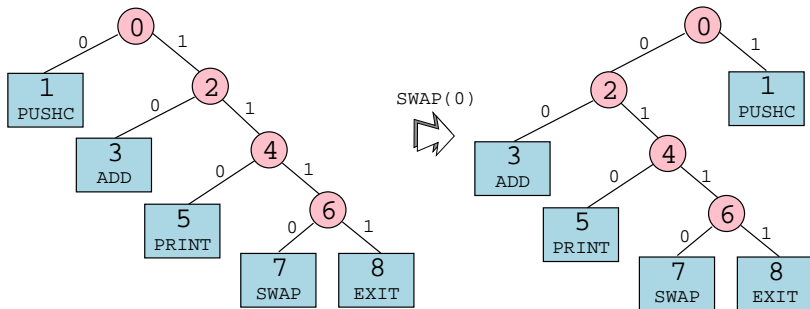 0
0 1
1
PUSHC
2
0 1
3
ADD
4
0 1
5
PRINT
6
0 1
7
SWAP
8
EXIT
SWAP(0)
0
0 1
2
1
PUSHC
0 1
3
ADD
4
0 1
5
PRINT
6
0 1
7
SWAP
8
EXIT